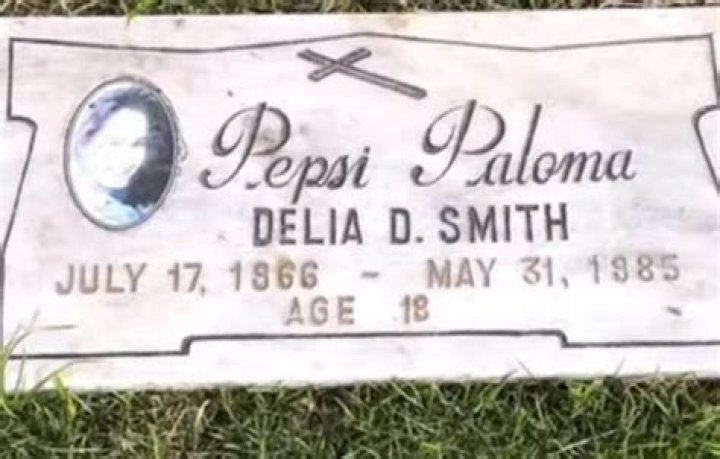 Pepsi Paloma
DELIA D. SMITH
JULY 17, 1966 - MAY 31, 1985
AGE 18